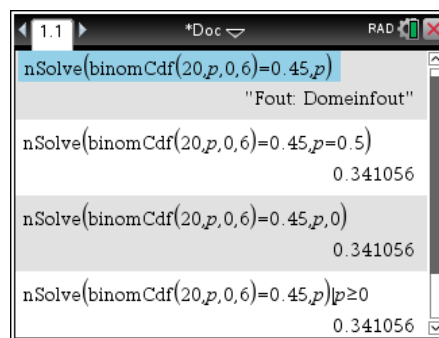 1.1 *Doc RAD
nSolve(binomCdf(20,p,0,6)=0.45,p)
"Fout: Domeinfout"
nSolve(binomCdf(20,p,0,6)=0.45,p=0.5)
0.341056
nSolve(binomCdf(20,p,0,6)=0.45,p,0)
0.341056
nSolve(binomCdf(20,p,0,6)=0.45,p)|p≥0
0.341056